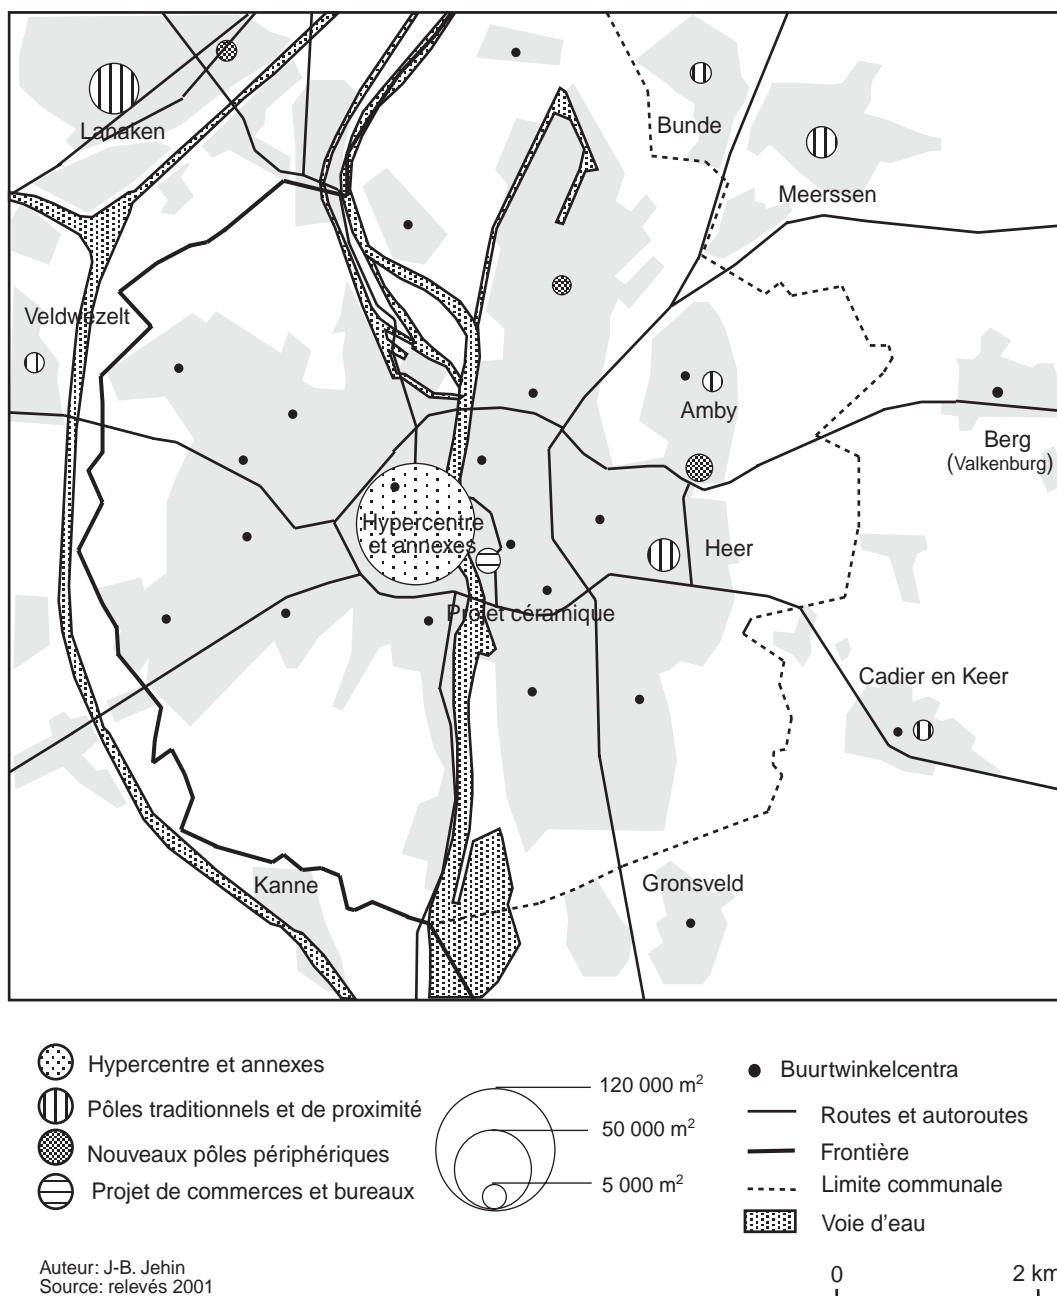 Lanaken
Bunde
Meerssen
Veldwezelt
Amby
Berg
(Valkenburg)
Hypercentre
et annexes
Heer
Projet céramique
Cadier en Keer
Kanne
Gronsveld
Hypercentre et annexes
Pôles traditionnels et de proximité
Nouveaux pôles périphériques
Projet de commerces et bureaux
120 000 m²
50 000 m²
5 000 m²
Buurtwinkelcentra
Routes et autoroutes
Frontière
Limite communale
Voie d'eau
Auteur: J-B. Jehin
Source: relevés 2001
0 2 km